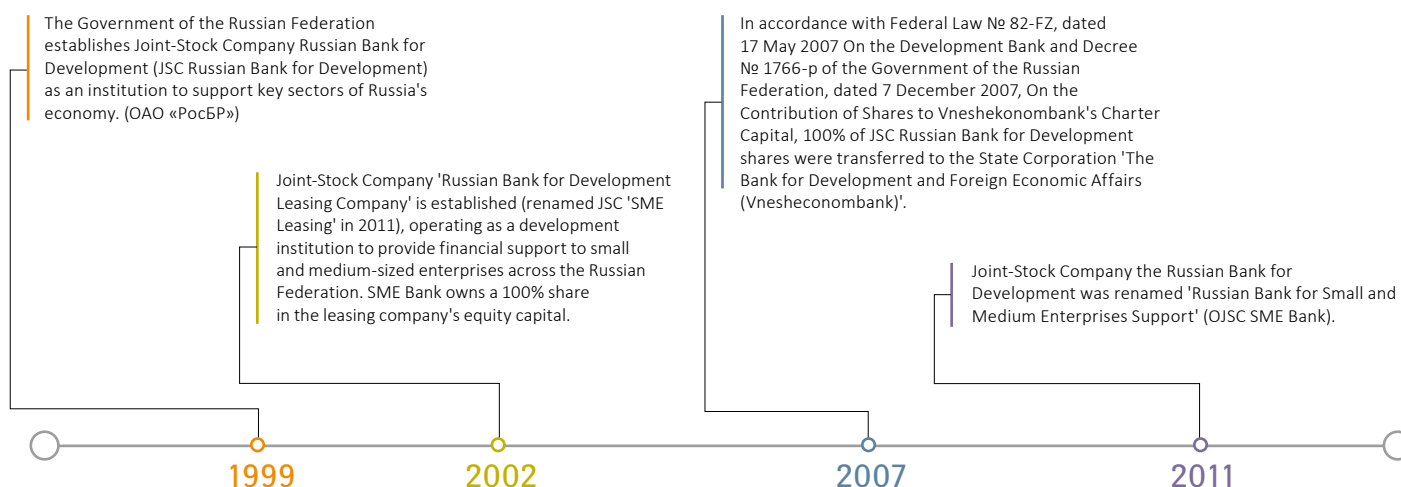 The Government of the Russian Federation
establishes Joint-Stock Company Russian Bank for
Development (JSC Russian Bank for Development)
as an institution to support key sectors of Russia's
economy. (ОАО «РосБР»)
Joint-Stock Company 'Russian Bank for Development
Leasing Company' is established (renamed JSC 'SME
Leasing' in 2011), operating as a development
institution to provide financial support to small
and medium-sized enterprises across the Russian
Federation. SME Bank owns a 100% share
in the leasing company's equity capital.
In accordance with Federal Law № 82-FZ, dated
17 May 2007 On the Development Bank and Decree
№ 1766-p of the Government of the Russian
Federation, dated 7 December 2007, On the
Contribution of Shares to Vneshekonombank's Charter
Capital, 100% of JSC Russian Bank for Development
shares were transferred to the State Corporation 'The
Bank for Development and Foreign Economic Affairs
(Vnesheconombank)'.
Joint-Stock Company the Russian Bank for
Development was renamed 'Russian Bank for Small and
Medium Enterprises Support' (OJSC SME Bank).
1999
2002
2007
2011